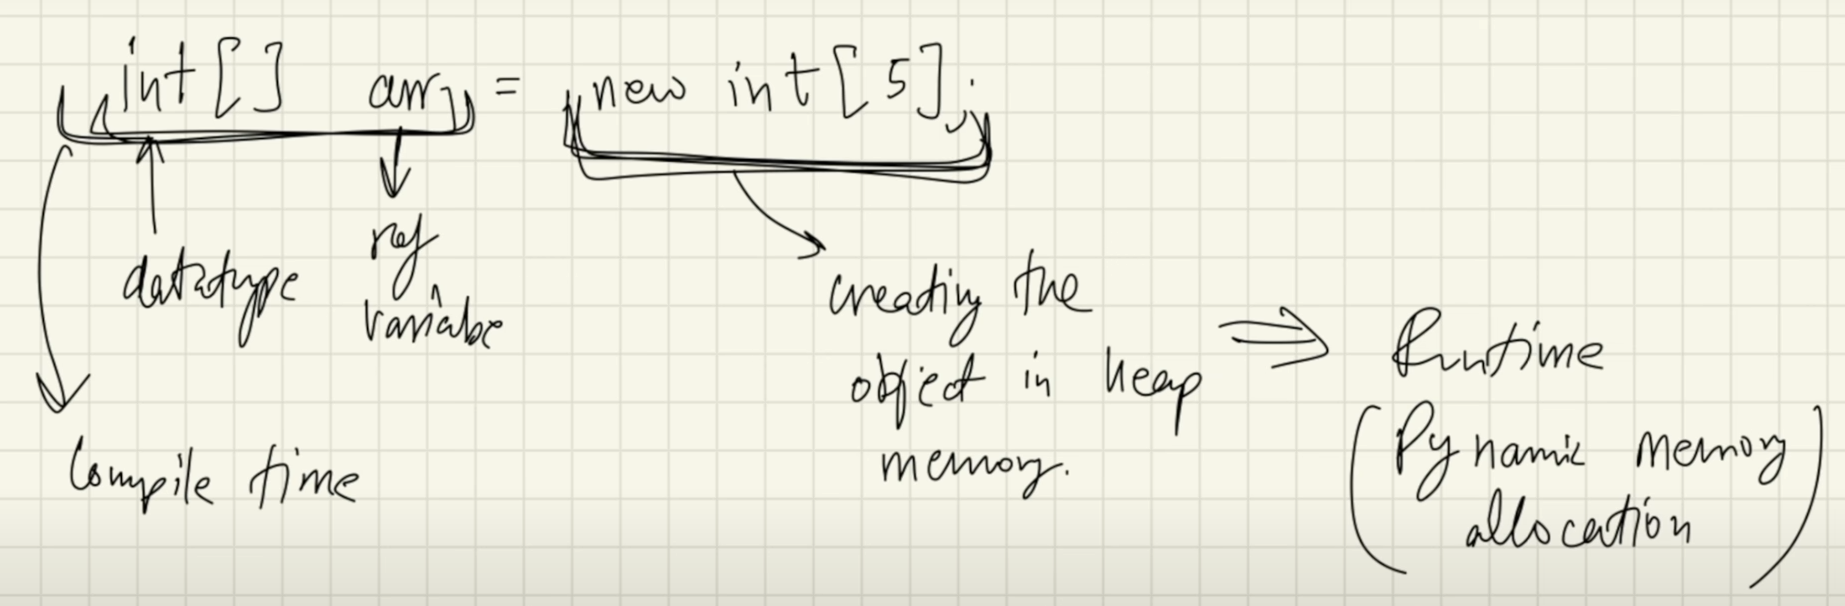 int[] arr = new int[5];
datatype
ref
variabe
creating the
object in heap
memory.
Compile time
Runtime
(Dynamic memory
allocation)